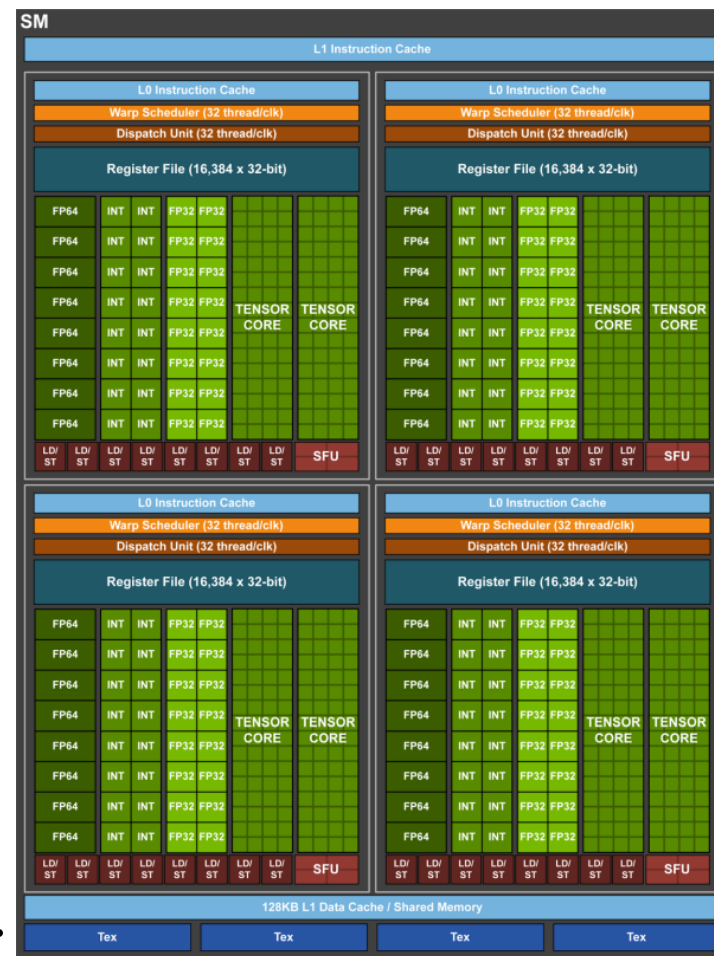 SM
L1 Instruction Cache
L0 Instruction Cache
Warp Scheduler (32 thread/clk)
Dispatch Unit (32 thread/clk)
Register File (16,384 x 32-bit)
FP64 INT INT FP32 FP32
FP64 INT INT FP32 FP32
FP64 INT INT FP32 FP32
FP64 INT INT FP32 FP32
TENSOR TENSOR
CORE CORE
FP64 INT INT FP32 FP32
FP64 INT INT FP32 FP32
FP64 INT INT FP32 FP32
FP64 INT INT FP32 FP32
LD/ LD/ LD/ LD/ LD/ LD/ LD/ LD/
ST ST ST ST ST ST ST ST
SFU
L0 Instruction Cache
Warp Scheduler (32 thread/clk)
Dispatch Unit (32 thread/clk)
Register File (16,384 x 32-bit)
FP64 INT INT FP32 FP32
FP64 INT INT FP32 FP32
FP64 INT INT FP32 FP32
FP64 INT INT FP32 FP32
TENSOR TENSOR
CORE CORE
FP64 INT INT FP32 FP32
FP64 INT INT FP32 FP32
FP64 INT INT FP32 FP32
FP64 INT INT FP32 FP32
LD/ LD/ LD/ LD/ LD/ LD/ LD/ LD/
ST ST ST ST ST ST ST ST
SFU
L0 Instruction Cache
Warp Scheduler (32 thread/clk)
Dispatch Unit (32 thread/clk)
Register File (16,384 x 32-bit)
FP64 INT INT FP32 FP32
FP64 INT INT FP32 FP32
FP64 INT INT FP32 FP32
FP64 INT INT FP32 FP32
TENSOR TENSOR
CORE CORE
FP64 INT INT FP32 FP32
FP64 INT INT FP32 FP32
FP64 INT INT FP32 FP32
FP64 INT INT FP32 FP32
LD/ LD/ LD/ LD/ LD/ LD/ LD/ LD/
ST ST ST ST ST ST ST ST
SFU
L0 Instruction Cache
Warp Scheduler (32 thread/clk)
Dispatch Unit (32 thread/clk)
Register File (16,384 x 32-bit)
FP64 INT INT FP32 FP32
FP64 INT INT FP32 FP32
FP64 INT INT FP32 FP32
FP64 INT INT FP32 FP32
TENSOR TENSOR
CORE CORE
FP64 INT INT FP32 FP32
FP64 INT INT FP32 FP32
FP64 INT INT FP32 FP32
FP64 INT INT FP32 FP32
LD/ LD/ LD/ LD/ LD/ LD/ LD/ LD/
ST ST ST ST ST ST ST ST
SFU
128KB L1 Data Cache / Shared Memory
Tex Tex Tex Tex